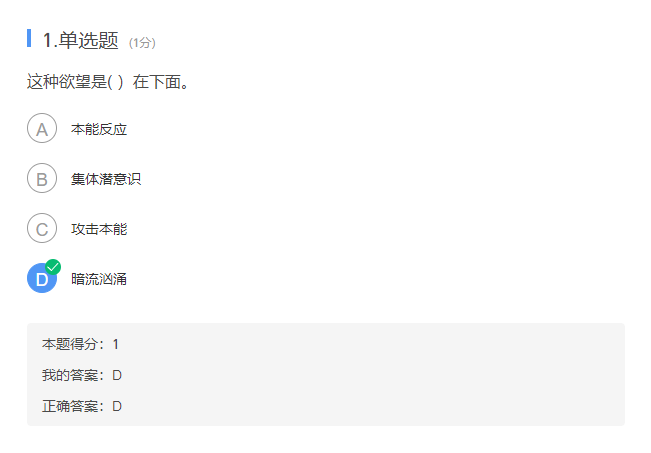 1.单选题 (1分)
这种欲望是( ) 在下面。
A 本能反应
B 集体潜意识
C 攻击本能
D 暗流汹涌
本题得分：1
我的答案：D
正确答案：D